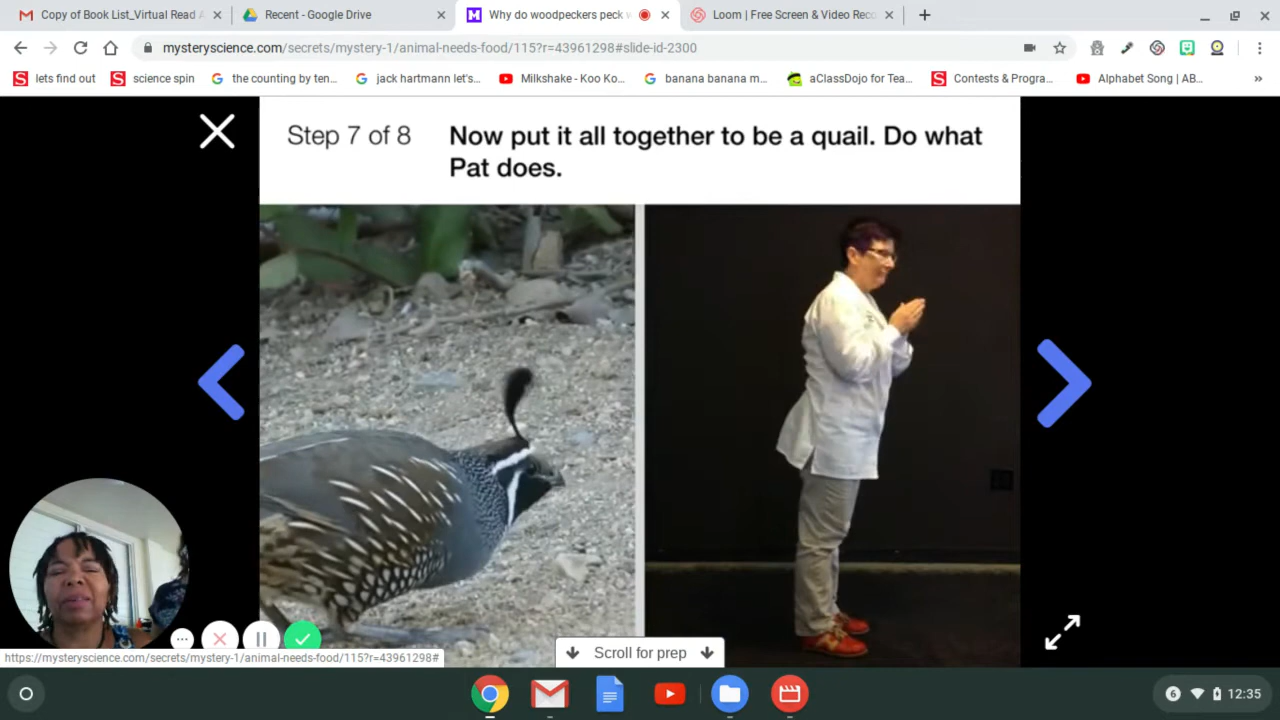 Copy of Book List_Virtual Read A
Recent - Google Drive
Why do woodpeckers peck w
Loom | Free Screen & Video Reco
mysteryscience.com/secrets/mystery-1/animal-needs-food/115?r=43961298#slide-id-2300
lets find out
science spin
the counting by ten...
jack hartmann let's...
Milkshake - Koo Ko...
banana banana m...
aClassDojo for Tea...
Contests & Progra...
Alphabet Song | AB...
»
Step 7 of 8
Now put it all together to be a quail. Do what
Pat does.
Scroll for prep
https://mysteryscience.com/secrets/mystery-1/animal-needs-food/115?r=43961298#
6
12:35